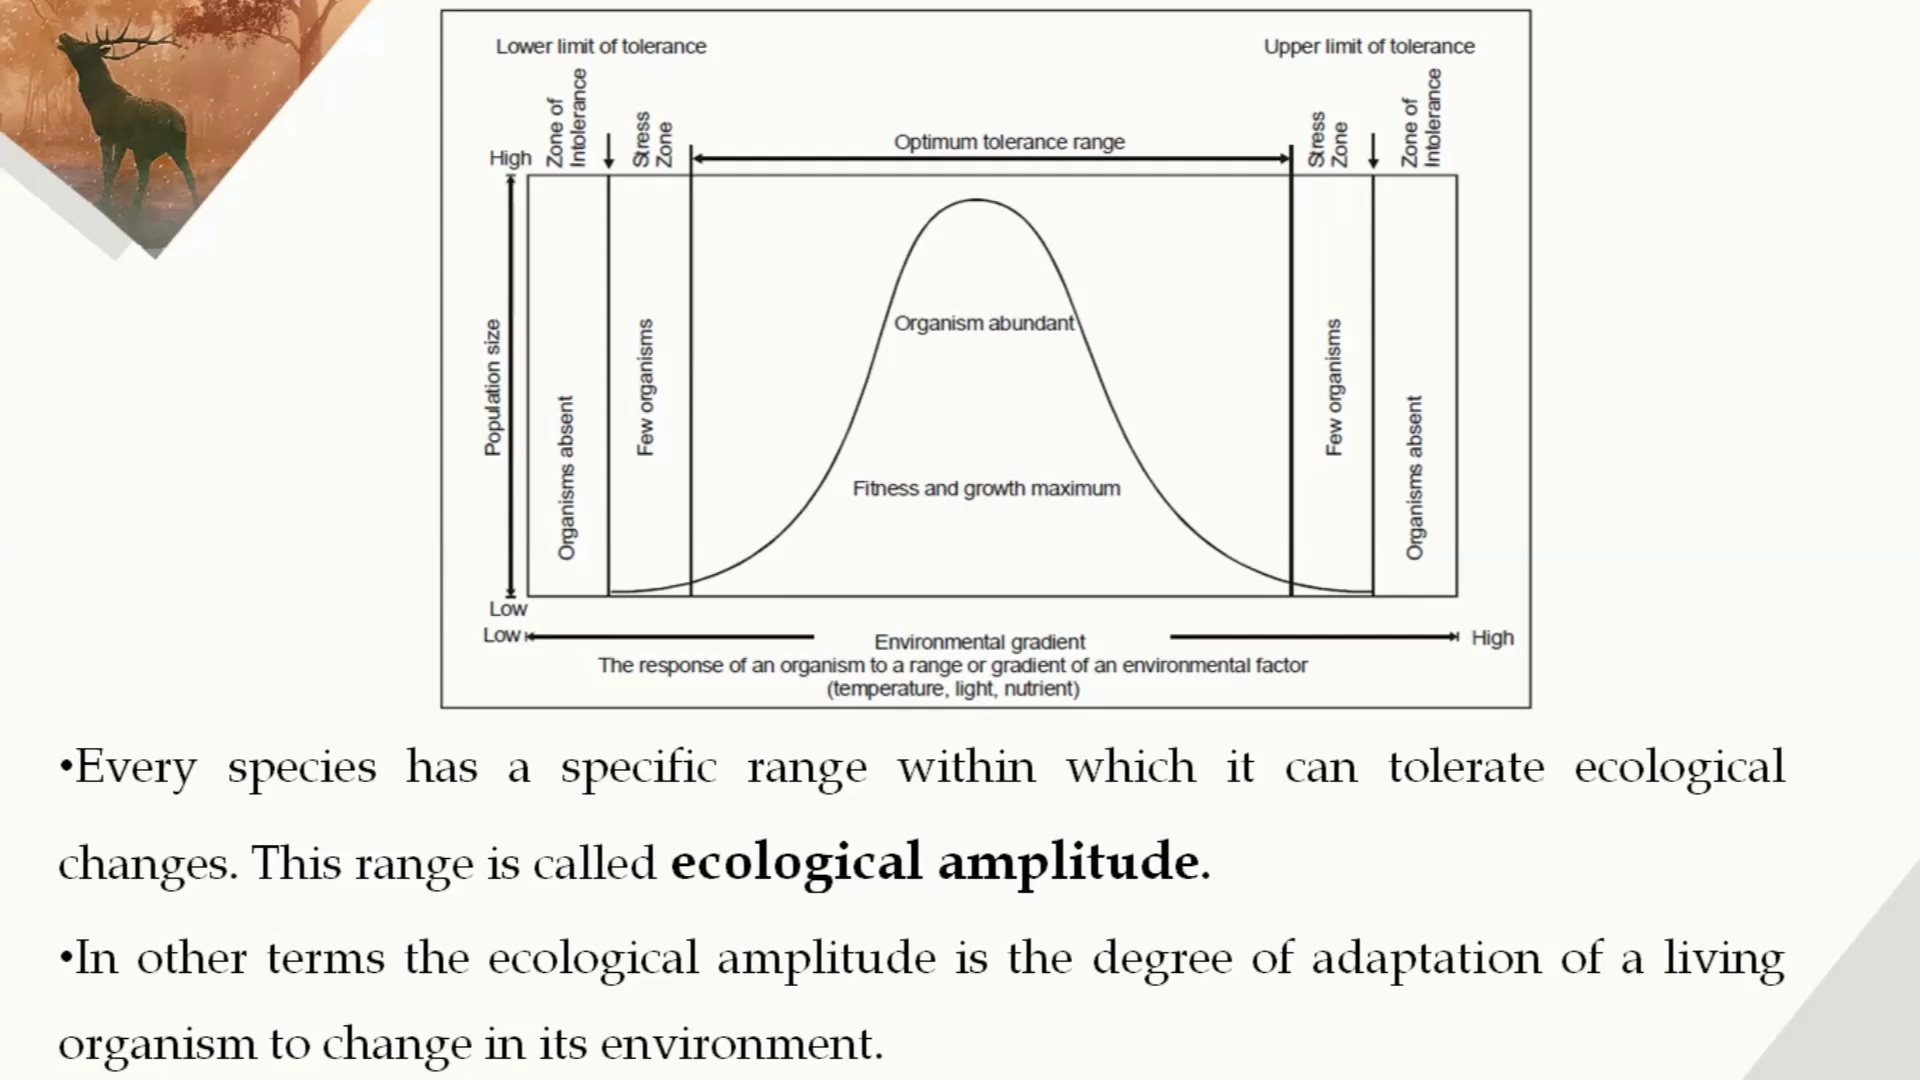 Lower limit of tolerance
Upper limit of tolerance
Zone of
Intolerance
Stress
Zone
Optimum tolerance range
Stress
Zone
Zone of
Intolerance
High
Population size
Organisms absent
Few organisms
Organism abundant
Fitness and growth maximum
Few organisms
Organisms absent
Low
Low
Environmental gradient
High
The response of an organism to a range or gradient of an environmental factor
(temperature, light, nutrient)
•Every species has a specific range within which it can tolerate ecological
changes. This range is called ecological amplitude.
•In other terms the ecological amplitude is the degree of adaptation of a living
organism to change in its environment.